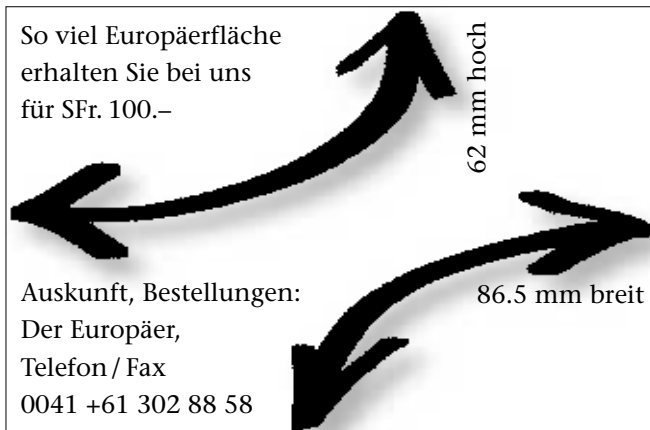 So viel Europäerfläche
erhalten Sie bei uns
für SFr. 100.–
62 mm hoch
86.5 mm breit
Auskunft, Bestellungen:
Der Europäer,
Telefon / Fax
0041 +61 302 88 58